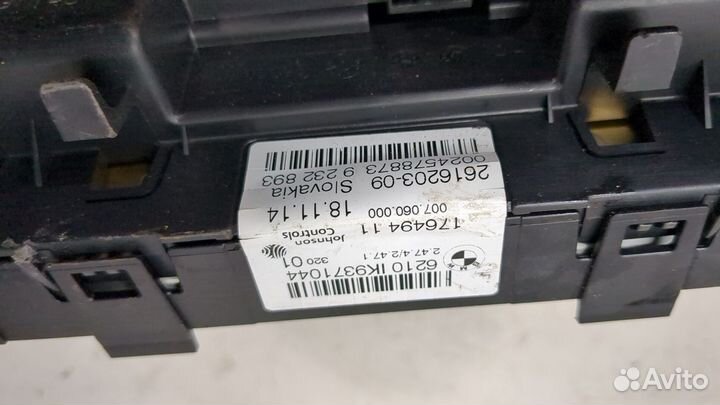 6210 IK9371044
2.47.4/2.47.1
320 01
Johnson
Controls
176494 11
007.060.000 18.11.14
2616203-09 Slovakia
0024578873 9 232 893
Avito